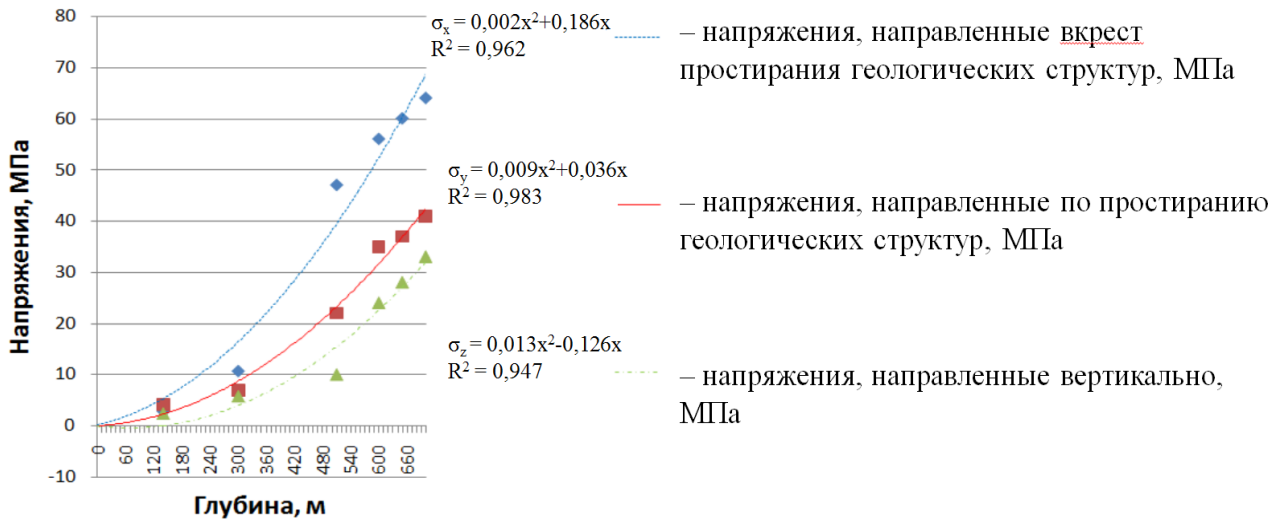 80
70
60
50
40
30
20
10
0
-10
Напряжения, МПа
0 60 120 180 240 300 360 420 480 540 600 660
Глубина, м
σx = 0,002x²+0,186x
R² = 0,962
– напряжения, направленные вкрест
простирания геологических структур, МПа
σy = 0,009x²+0,036x
R² = 0,983
– напряжения, направленные по простиранию
геологических структур, МПа
σz = 0,013x²-0,126x
R² = 0,947
– напряжения, направленные вертикально,
МПа